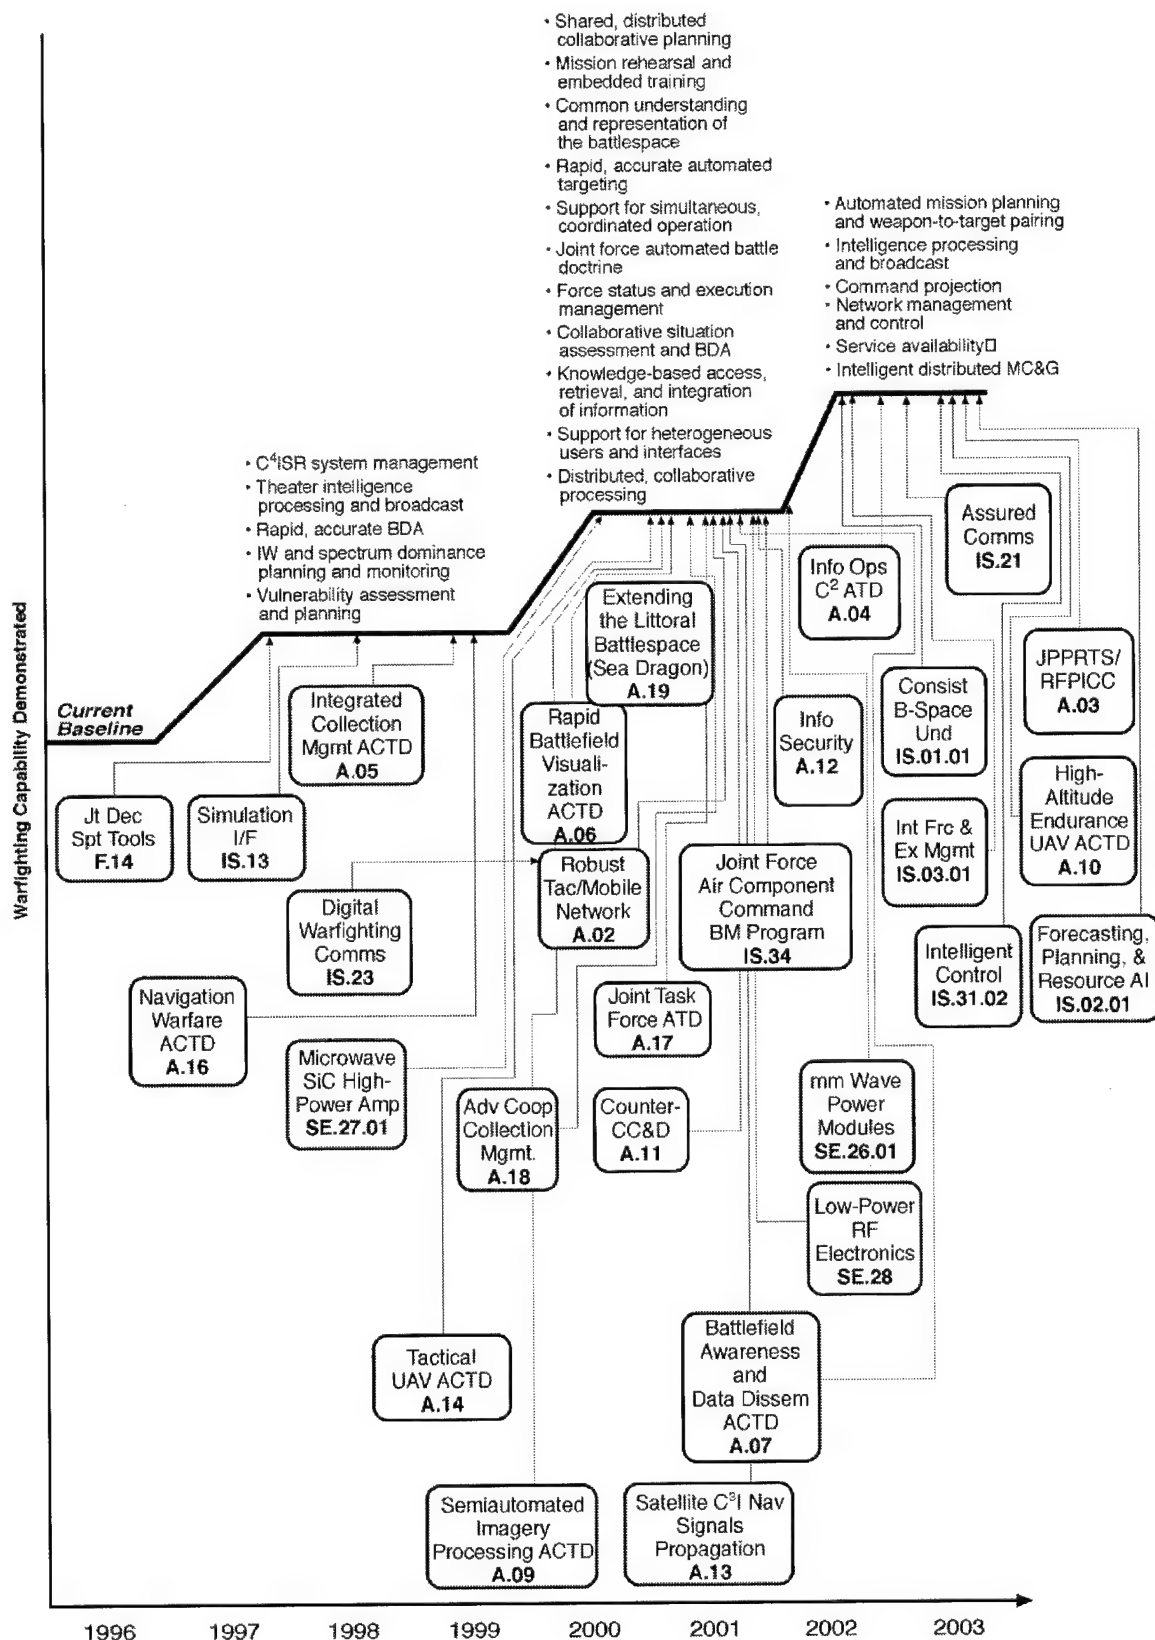 • Shared, distributed
collaborative planning
• Mission rehearsal and
embedded training
• Common understanding
and representation of
the battlespace
• Rapid, accurate automated
targeting
• Support for simultaneous,
coordinated operation
• Joint force automated battle
doctrine
• Force status and execution
management
• Collaborative situation
assessment and BDA
• Knowledge-based access,
retrieval, and integration
of information
• Support for heterogeneous
users and interfaces
• Distributed, collaborative
processing
• Automated mission planning
and weapon-to-target pairing
• Intelligence processing
and broadcast
• Command projection
• Network management
and control
• Service availability□
• Intelligent distributed MC&G
• C⁴ISR system management
• Theater intelligence
processing and broadcast
• Rapid, accurate BDA
• IW and spectrum dominance
planning and monitoring
• Vulnerability assessment
and planning
Warfighting Capability Demonstrated
Current
Baseline
Assured
Comms
IS.21
Info Ops
C² ATD
A.04
Extending
the Littoral
Battlespace
(Sea Dragon)
A.19
JPPRTS/
RFPICC
A.03
Integrated
Collection
Mgmt ACTD
A.05
Consist
B-Space
Und
IS.01.01
Info
Security
A.12
Rapid
Battlefield
Visuali-
zation
ACTD
A.06
High-
Altitude
Endurance
UAV ACTD
A.10
Jt Dec
Spt Tools
F.14
Simulation
I/F
IS.13
Int Frc &
Ex Mgmt
IS.03.01
Robust
Tac/Mobile
Network
A.02
Joint Force
Air Component
Command
BM Program
IS.34
Digital
Warfighting
Comms
IS.23
Intelligent
Control
IS.31.02
Forecasting,
Planning, &
Resource Al
IS.02.01
Navigation
Warfare
ACTD
A.16
Joint Task
Force ATD
A.17
Microwave
SiC High-
Power Amp
SE.27.01
Adv Coop
Collection
Mgmt.
A.18
Counter-
CC&D
A.11
mm Wave
Power
Modules
SE.26.01
Low-Power
RF
Electronics
SE.28
Tactical
UAV ACTD
A.14
Battlefield
Awareness
and
Data Dissem
ACTD
A.07
Semiautomated
Imagery
Processing ACTD
A.09
Satellite C³I Nav
Signals
Propagation
A.13
1996 1997 1998 1999 2000 2001 2002 2003